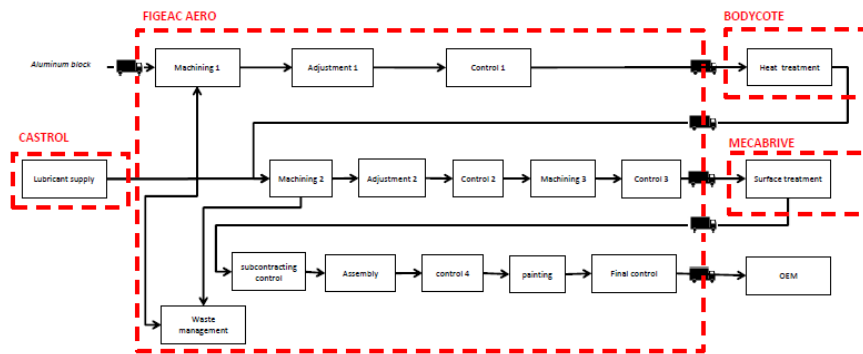 FIGEAC AERO
BODYCOTE
Aluminum block
Machining 1
Adjustment 1
Control 1
Heat treatment
CASTROL
MECABRIVE
Lubricant supply
Machining 2
Adjustment 2
Control 2
Machining 3
Control 3
Surface treatment
subcontracting
control
Assembly
control 4
painting
Final control
OEM
Waste
management